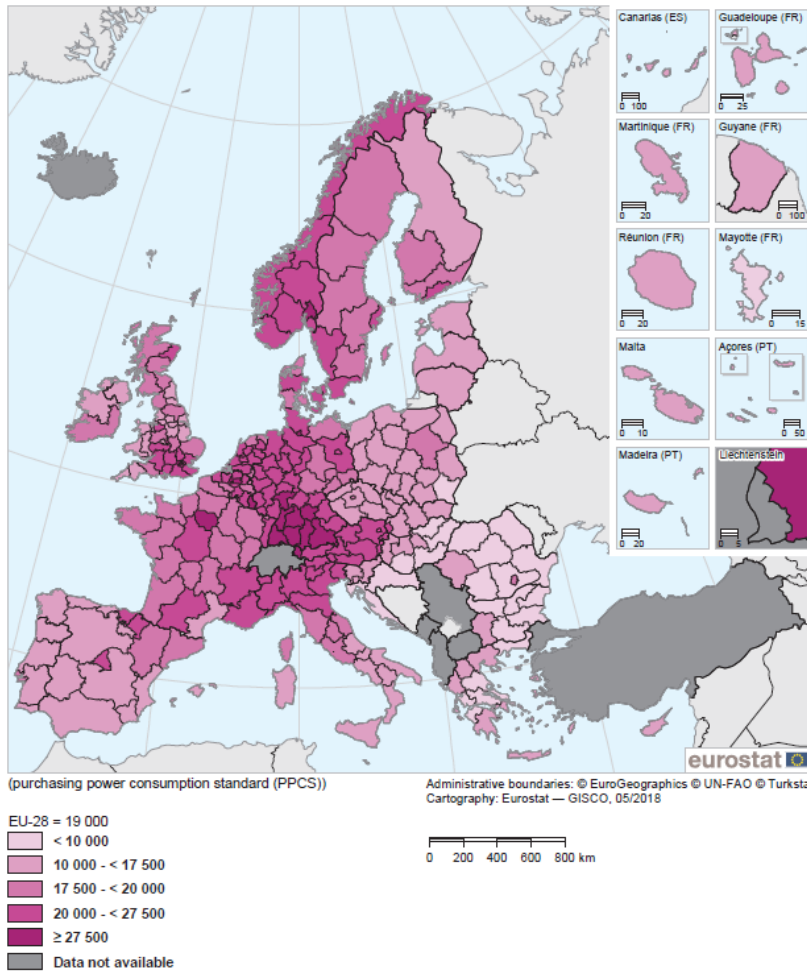 Canarias (ES)
0 100
Guadeloupe (FR)
0 25
Martinique (FR)
0 20
Guyane (FR)
0 100
Réunion (FR)
0 20
Mayotte (FR)
0 15
Malta
0 10
Açores (PT)
0 50
Madeira (PT)
0 20
Liechtenstein
0 5
eurostat
(purchasing power consumption standard (PPCS))
Administrative boundaries: © EuroGeographics © UN-FAO © Turksta
Cartography: Eurostat — GISCO, 05/2018
EU-28 = 19 000
< 10 000
10 000 - < 17 500
17 500 - < 20 000
20 000 - < 27 500
≥ 27 500
Data not available
0 200 400 600 800 km